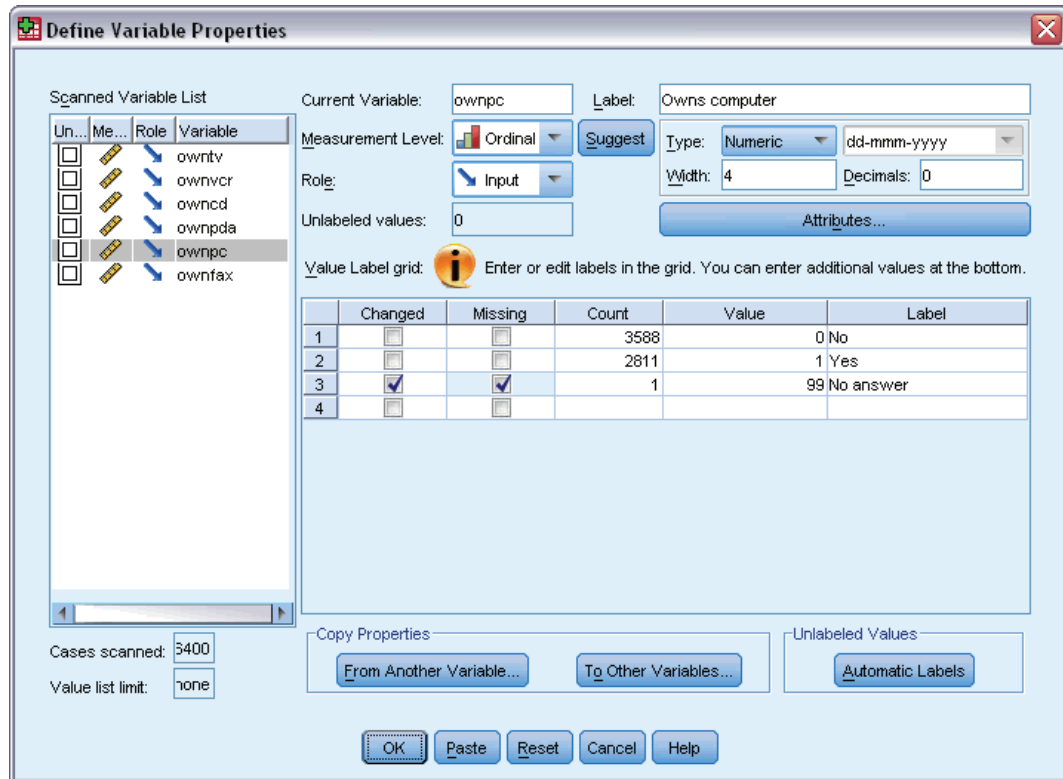 Define Variable Properties
Scanned Variable List
Un... Me... Role Variable
owntv
ownvcr
owncd
ownpda
ownpc
ownfax
Cases scanned: 6400
Value list limit: none
Current Variable: ownpc Label: Owns computer
Measurement Level: Ordinal Suggest Type: Numeric dd-mmm-yyyy
Role: Input Width: 4 Decimals: 0
Unlabeled values: 0 Attributes...
Value Label grid: i Enter or edit labels in the grid. You can enter additional values at the bottom.
Changed Missing Count Value Label
1 3588 0 No
2 2811 1 Yes
3 1 99 No answer
4
Copy Properties
From Another Variable... To Other Variables...
Unlabeled Values
Automatic Labels
OK Paste Reset Cancel Help